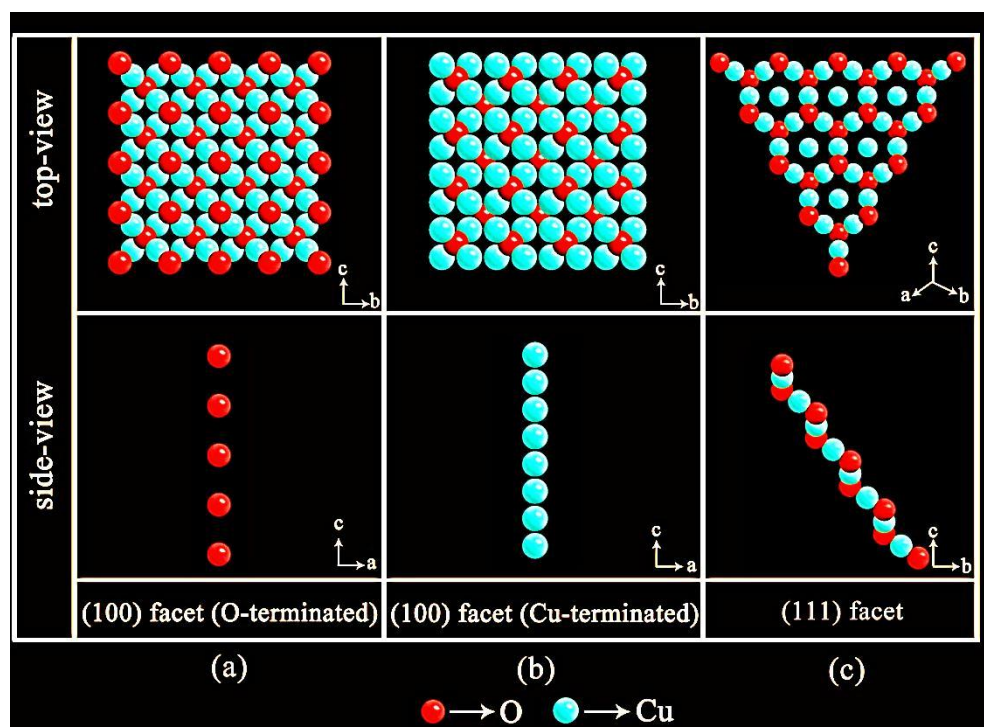 top-view
c
b
c
b
c
a
b
side-view
c
a
c
a
c
b
(100) facet (O-terminated)
(100) facet (Cu-terminated)
(111) facet
(a)
(b)
(c)
O
Cu